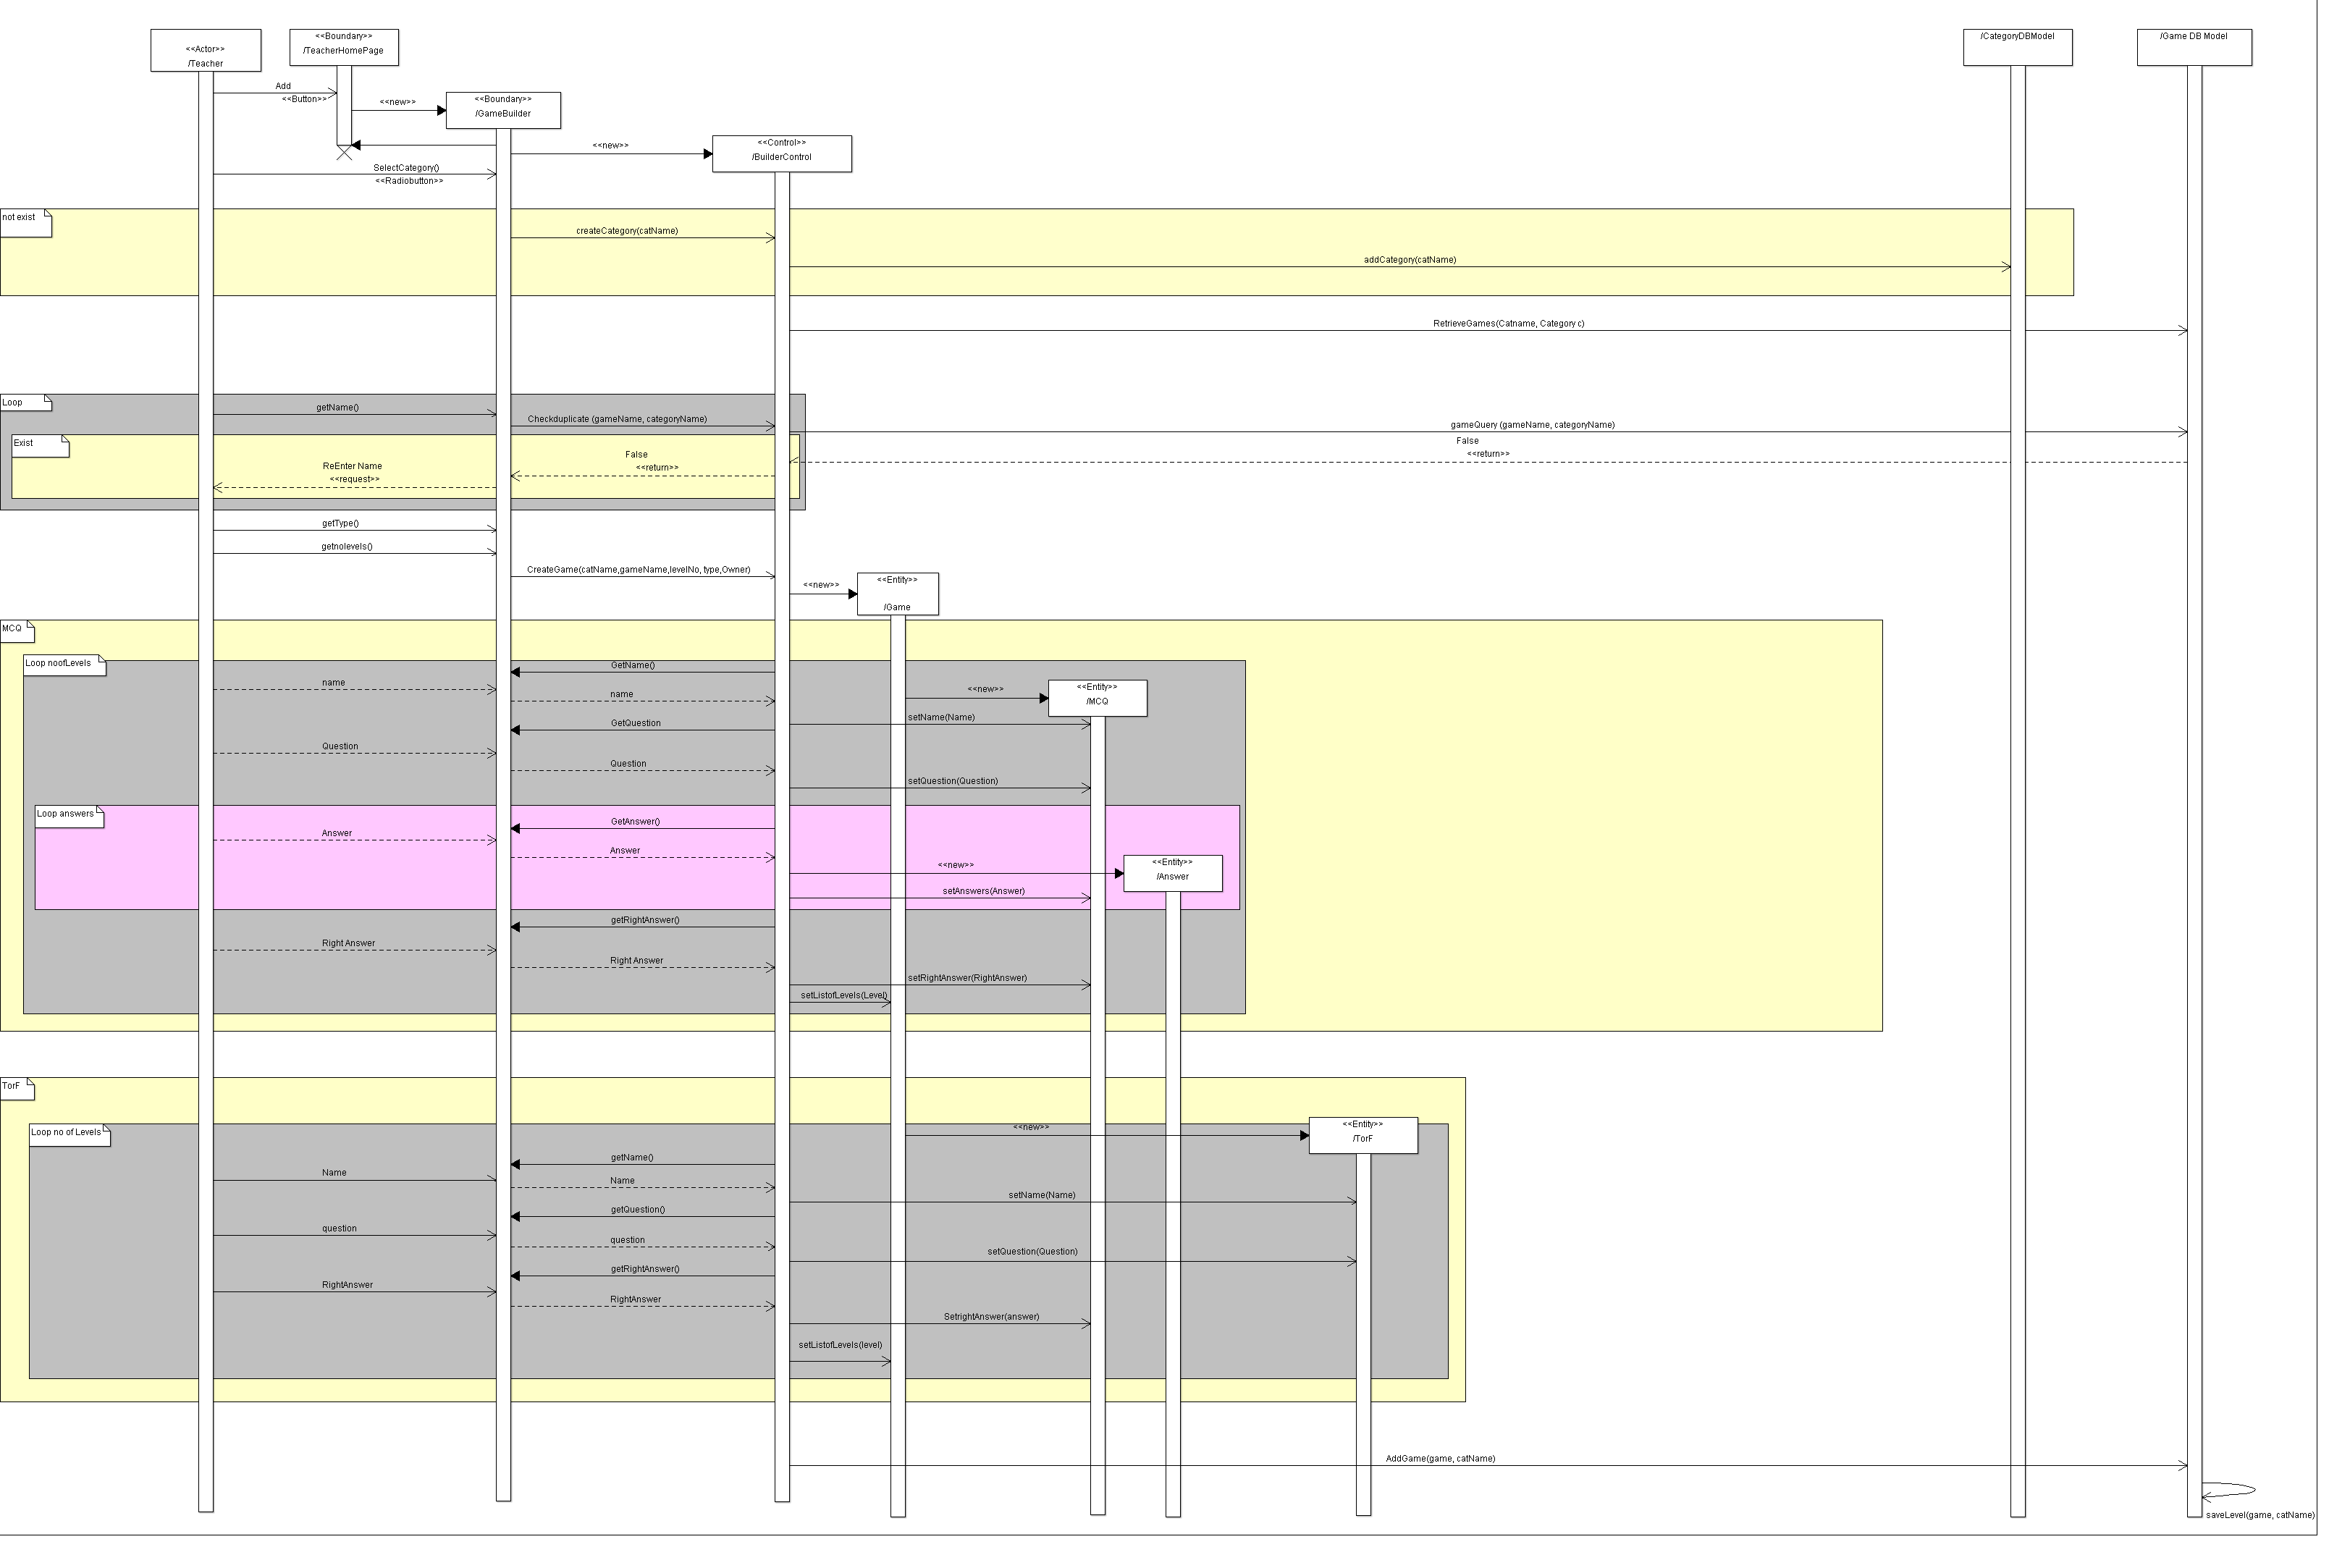 <<Actor>>
/Teacher
<<Boundary>>
/TeacherHomePage
/CategoryDBModel
/Game DB Model
Add
<<Button>>
<<new>>
<<Boundary>>
/GameBuilder
<<new>>
<<Control>>
/BuilderControl
SelectCategory()
<<Radiobutton>>
not exist
createCategory(catName)
addCategory(catName)
RetrieveGames(Catname, Category c)
Loop
getName()
Checkduplicate (gameName, categoryName)
gameQuery (gameName, categoryName)
Exist
False
<<return>>
False
<<return>>
ReEnter Name
<<request>>
getType()
getnolevels()
CreateGame(catName,gameName,levelNo, type,Owner)
<<new>>
<<Entity>>
/Game
MCQ
Loop noofLevels
GetName()
name
name
<<new>>
<<Entity>>
/MCQ
setName(Name)
GetQuestion
Question
Question
setQuestion(Question)
Loop answers
GetAnswer()
Answer
Answer
<<new>>
<<Entity>>
/Answer
setAnswers(Answer)
getRightAnswer()
Right Answer
Right Answer
setRightAnswer(RightAnswer)
setListofLevels(Level)
TorF
Loop no of Levels
<<new>>
<<Entity>>
/TorF
getName()
Name
Name
setName(Name)
getQuestion()
question
question
setQuestion(Question)
getRightAnswer()
RightAnswer
RightAnswer
SetrightAnswer(answer)
setListofLevels(level)
AddGame(game, catName)
saveLevel(game, catName)